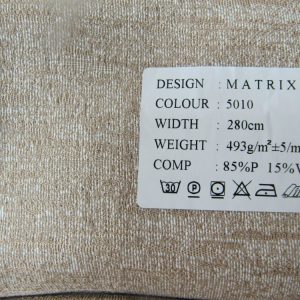 DESIGN : MATRIX
COLOUR : 5010
WIDTH : 280cm
WEIGHT : 493g/m²±5/m
COMP : 85%P 15%